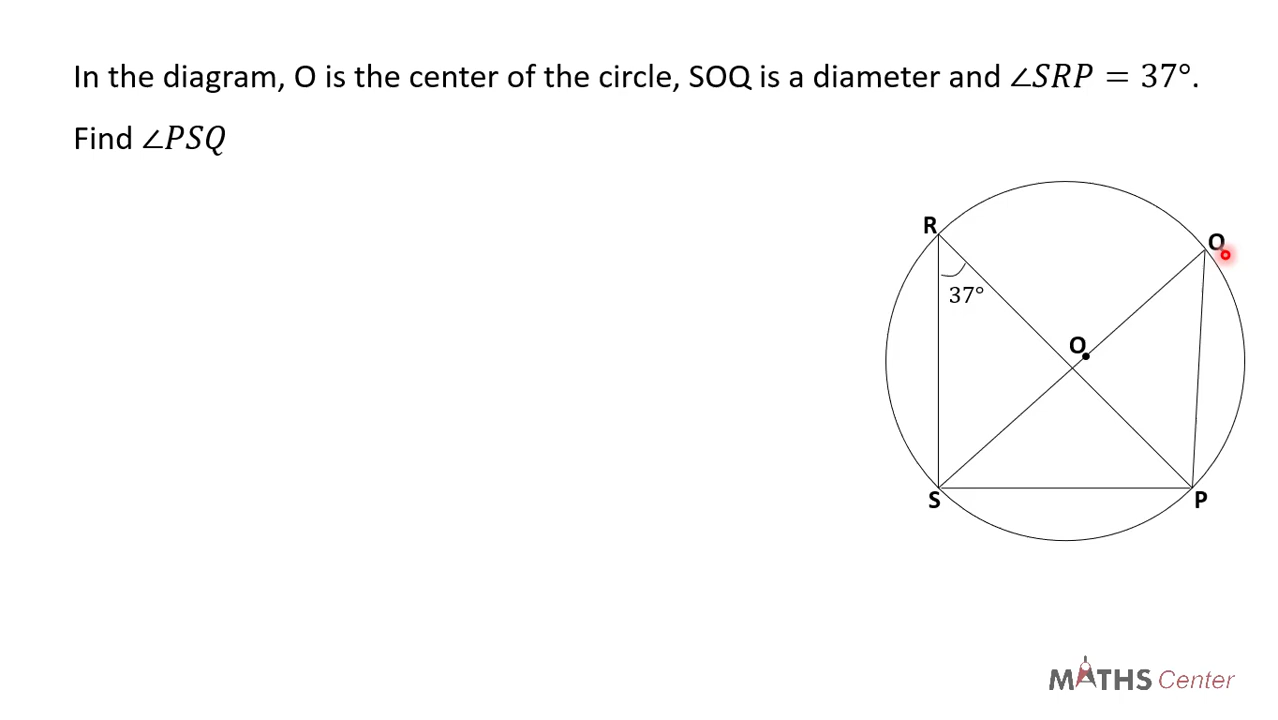 In the diagram, O is the center of the circle, SOQ is a diameter and ∠SRP = 37°.
Find ∠PSQ
R
Q
37°
O
S
P
MATHS Center